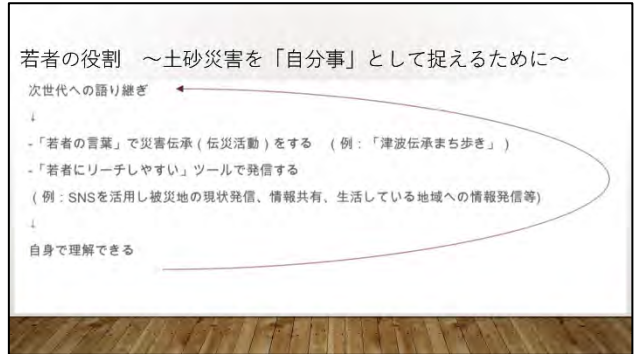 若者の役割　～土砂災害を「自分事」として捉えるために～
次世代への語り継ぎ
↓
-「若者の言葉」で災害伝承（伝災活動）をする　（例：「津波伝承まち歩き」）
-「若者にリーチしやすい」ツールで発信する
（例：SNSを活用し被災地の現状発信、情報共有、生活している地域への情報発信等)
↓
自身で理解できる